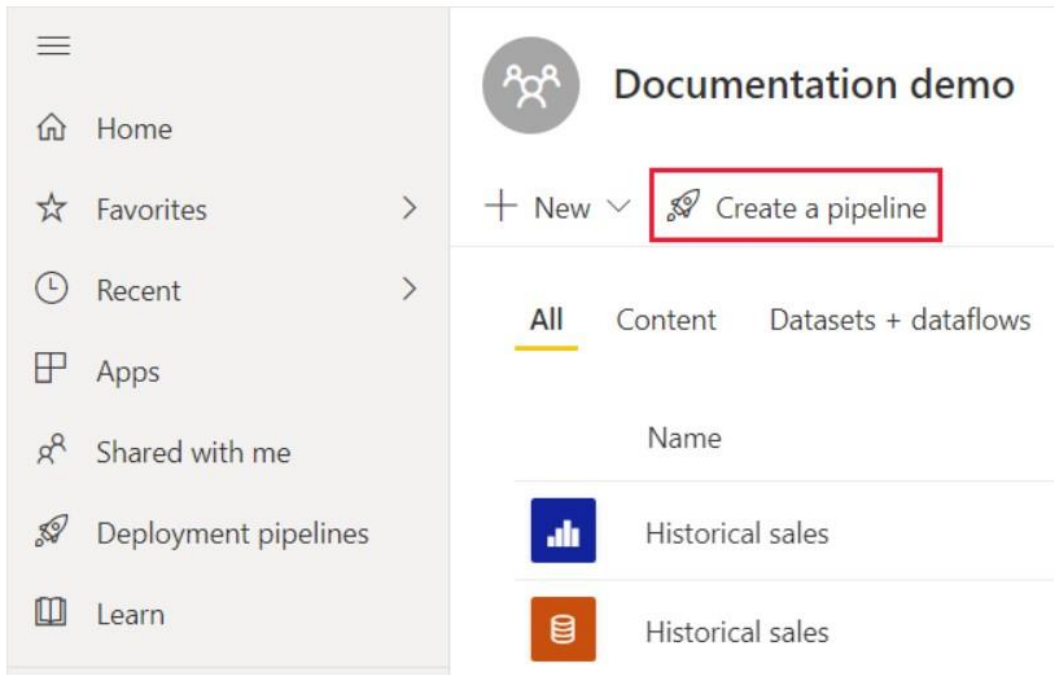 Home
Favorites
Recent
Apps
Shared with me
Deployment pipelines
Learn
Documentation demo
New
Create a pipeline
All Content Datasets + dataflows
Name
Historical sales
Historical sales